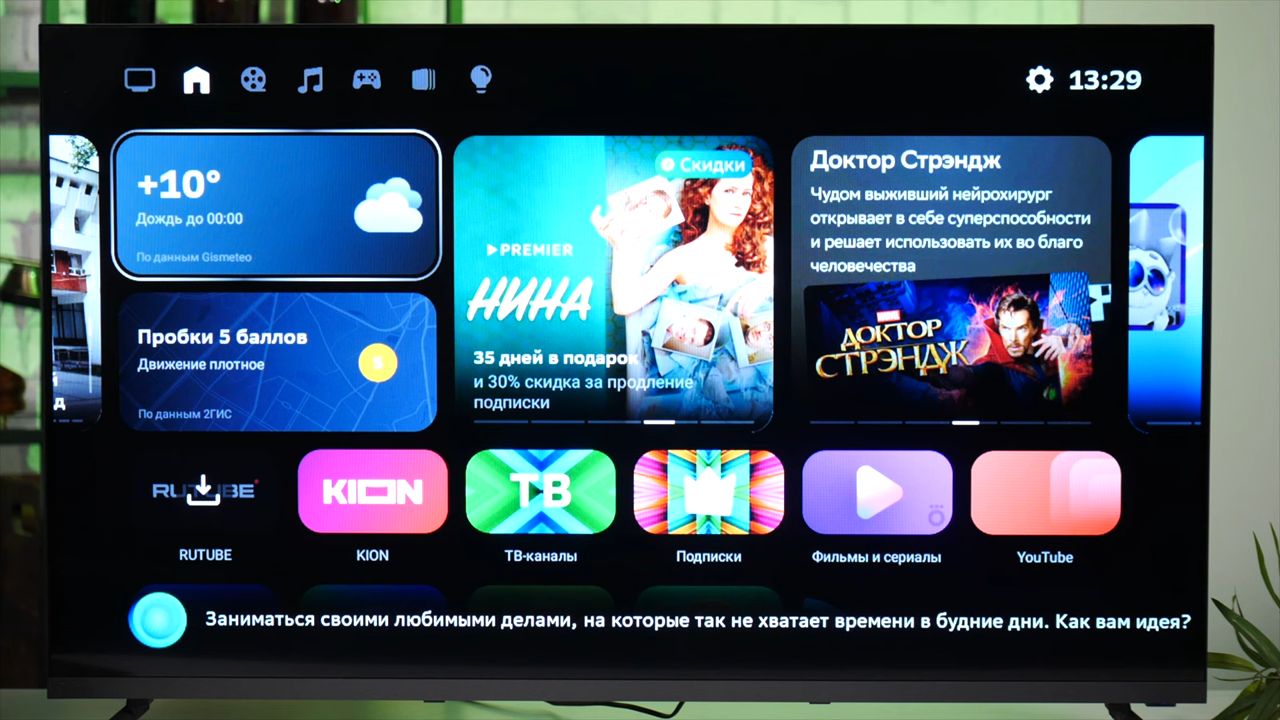 13:29
+10°
Дождь до 00:00
По данным Gismeteo
Пробки 5 баллов
Движение плотное
5
По данным 2ГИС
д
Скидки
PREMIER
НИНА
35 дней в подарок
и 30% скидка за продление
подписки
Доктор Стрэндж
Чудом выживший нейрохирург
открывает в себе суперспособности
и решает использовать их во благо
человечества
MARVEL
ДОКТОР
СТРЭНДЖ
RUTUBE
KION
ТВ
RUTUBE
KION
ТВ-каналы
Подписки
Фильмы и сериалы
YouTube
Заниматься своими любимыми делами, на которые так не хватает времени в будние дни. Как вам идея?